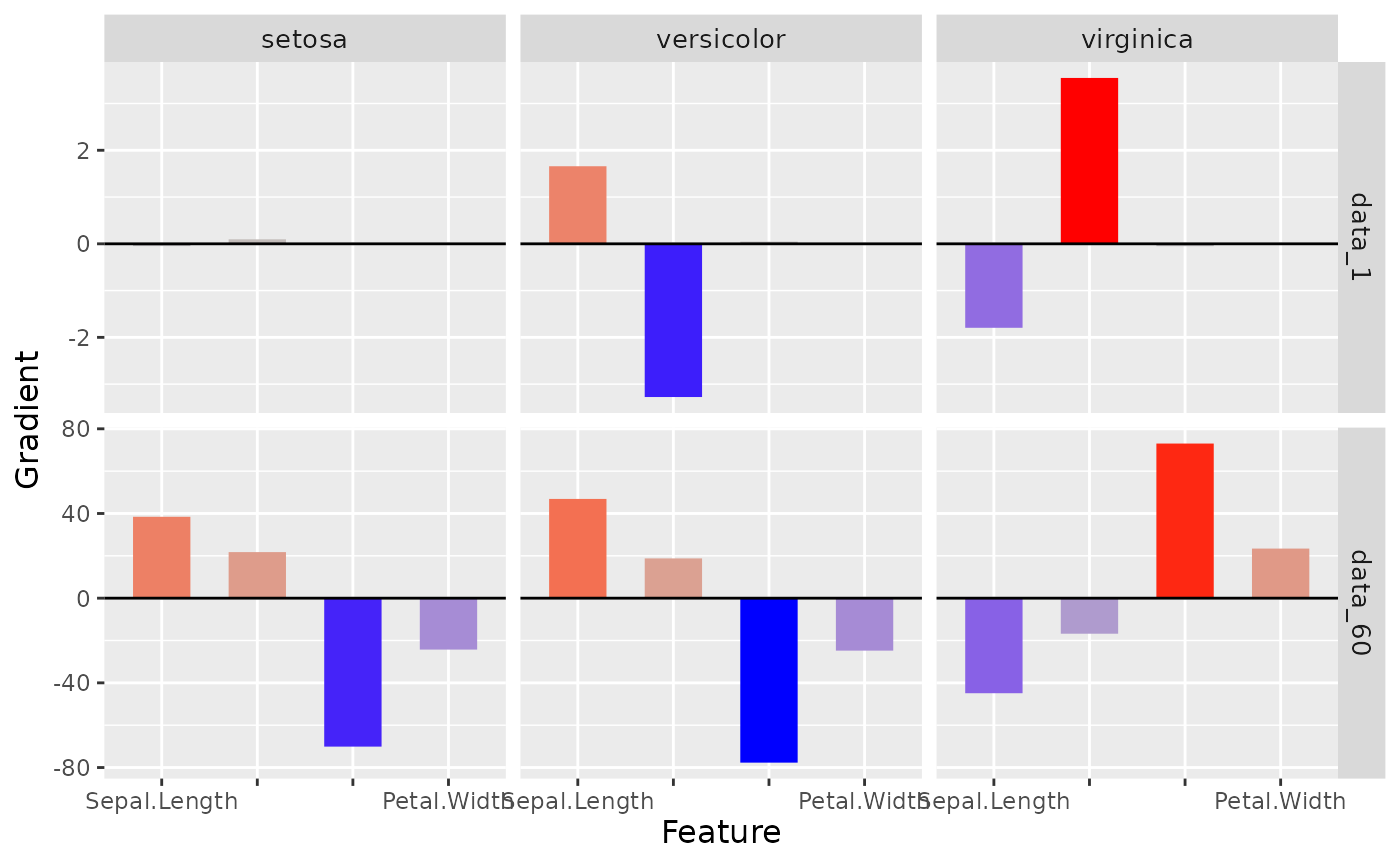 setosa versicolor virginica
2
0
-2
data_1
Gradient
80
40
0
-40
-80
data_60
Sepal.Length Petal.Width Sepal.Length Petal.Width Sepal.Length Petal.Width
Feature